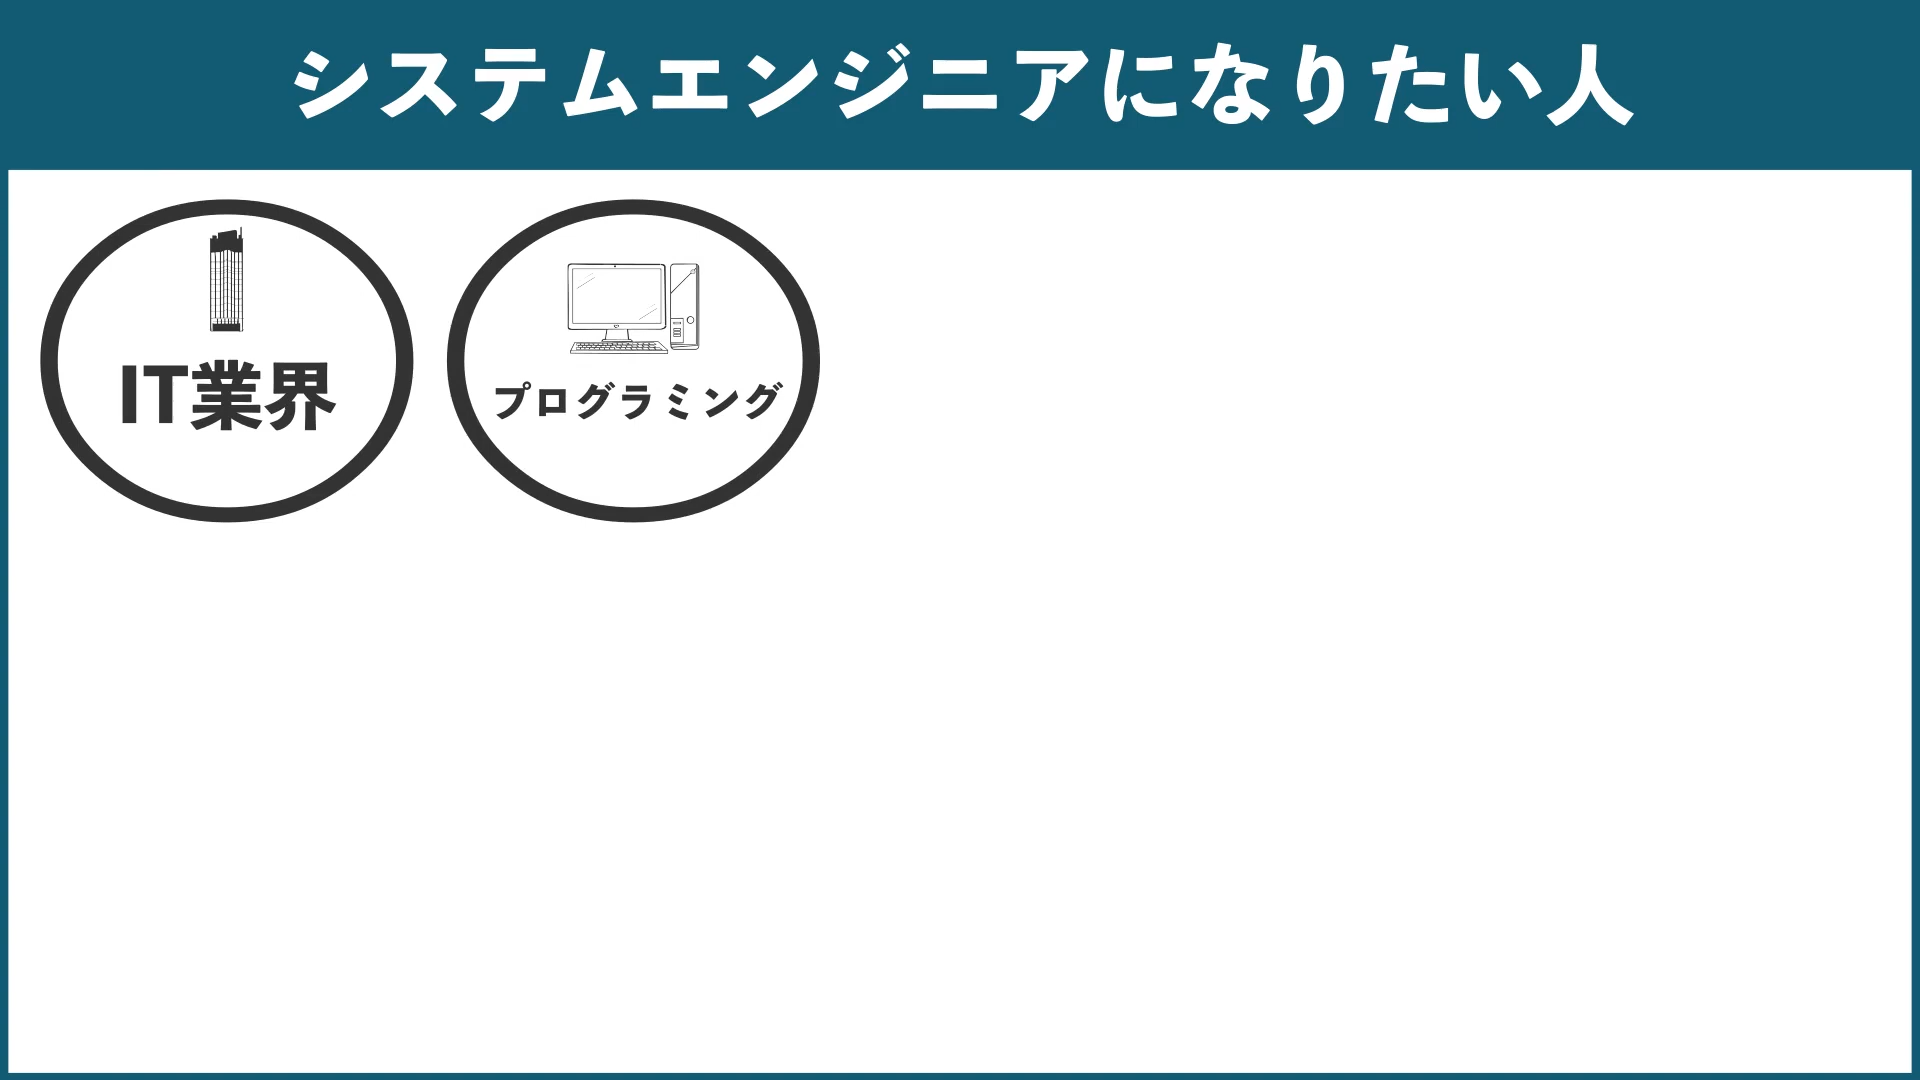 システムエンジニアになりたい人
IT業界
プログラミング